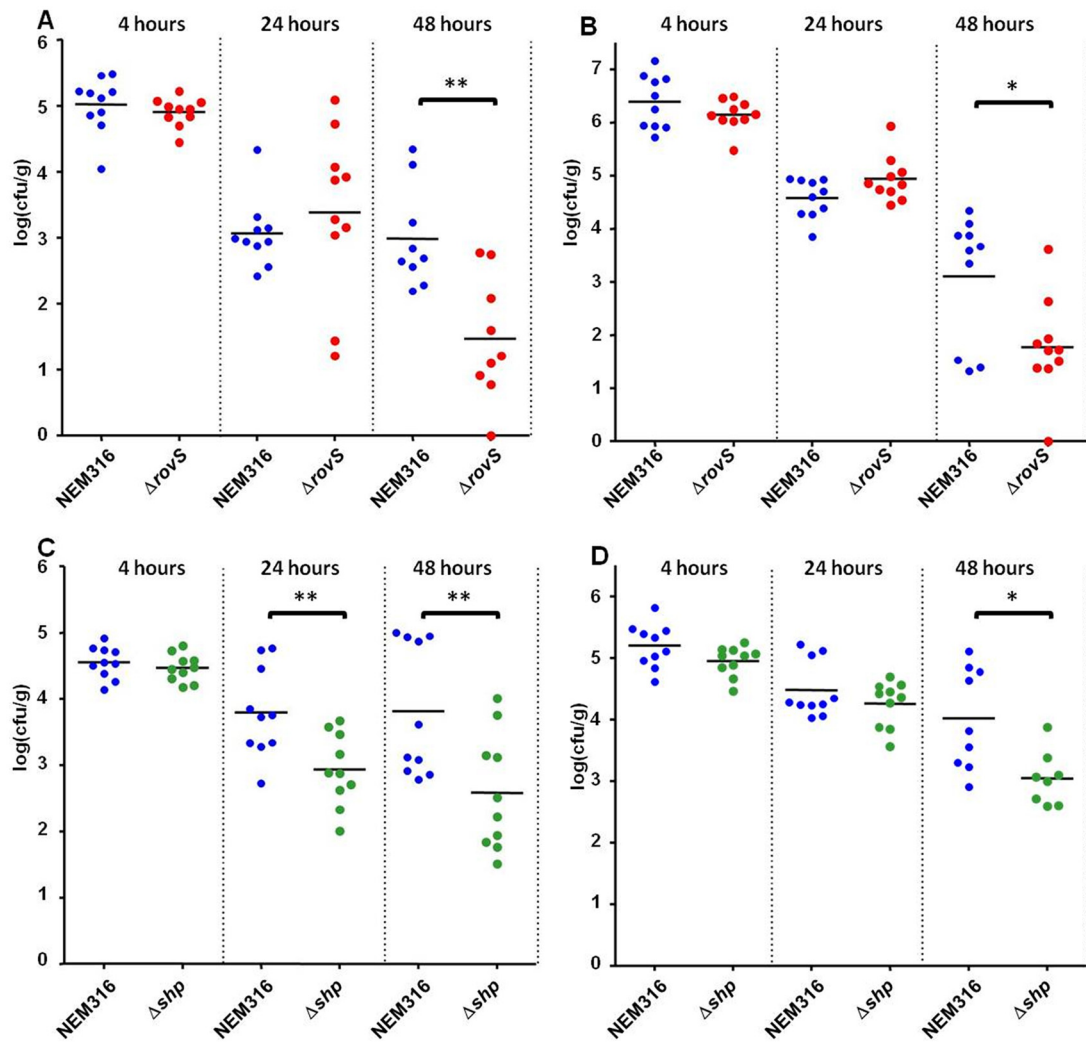 A
4 hours
24 hours
48 hours
**
log(cfu/g)
6
5
4
3
2
1
0
NEM316
ΔrovS
NEM316
ΔrovS
NEM316
ΔrovS
B
4 hours
24 hours
48 hours
*
log(cfu/g)
7
6
5
4
3
2
1
0
NEM316
ΔrovS
NEM316
ΔrovS
NEM316
ΔrovS
C
4 hours
24 hours
48 hours
**
**
log(cfu/g)
6
5
4
3
2
1
0
NEM316
Δshp
NEM316
Δshp
NEM316
Δshp
D
4 hours
24 hours
48 hours
*
log(cfu/g)
6
5
4
3
2
1
0
NEM316
Δshp
NEM316
Δshp
NEM316
Δshp